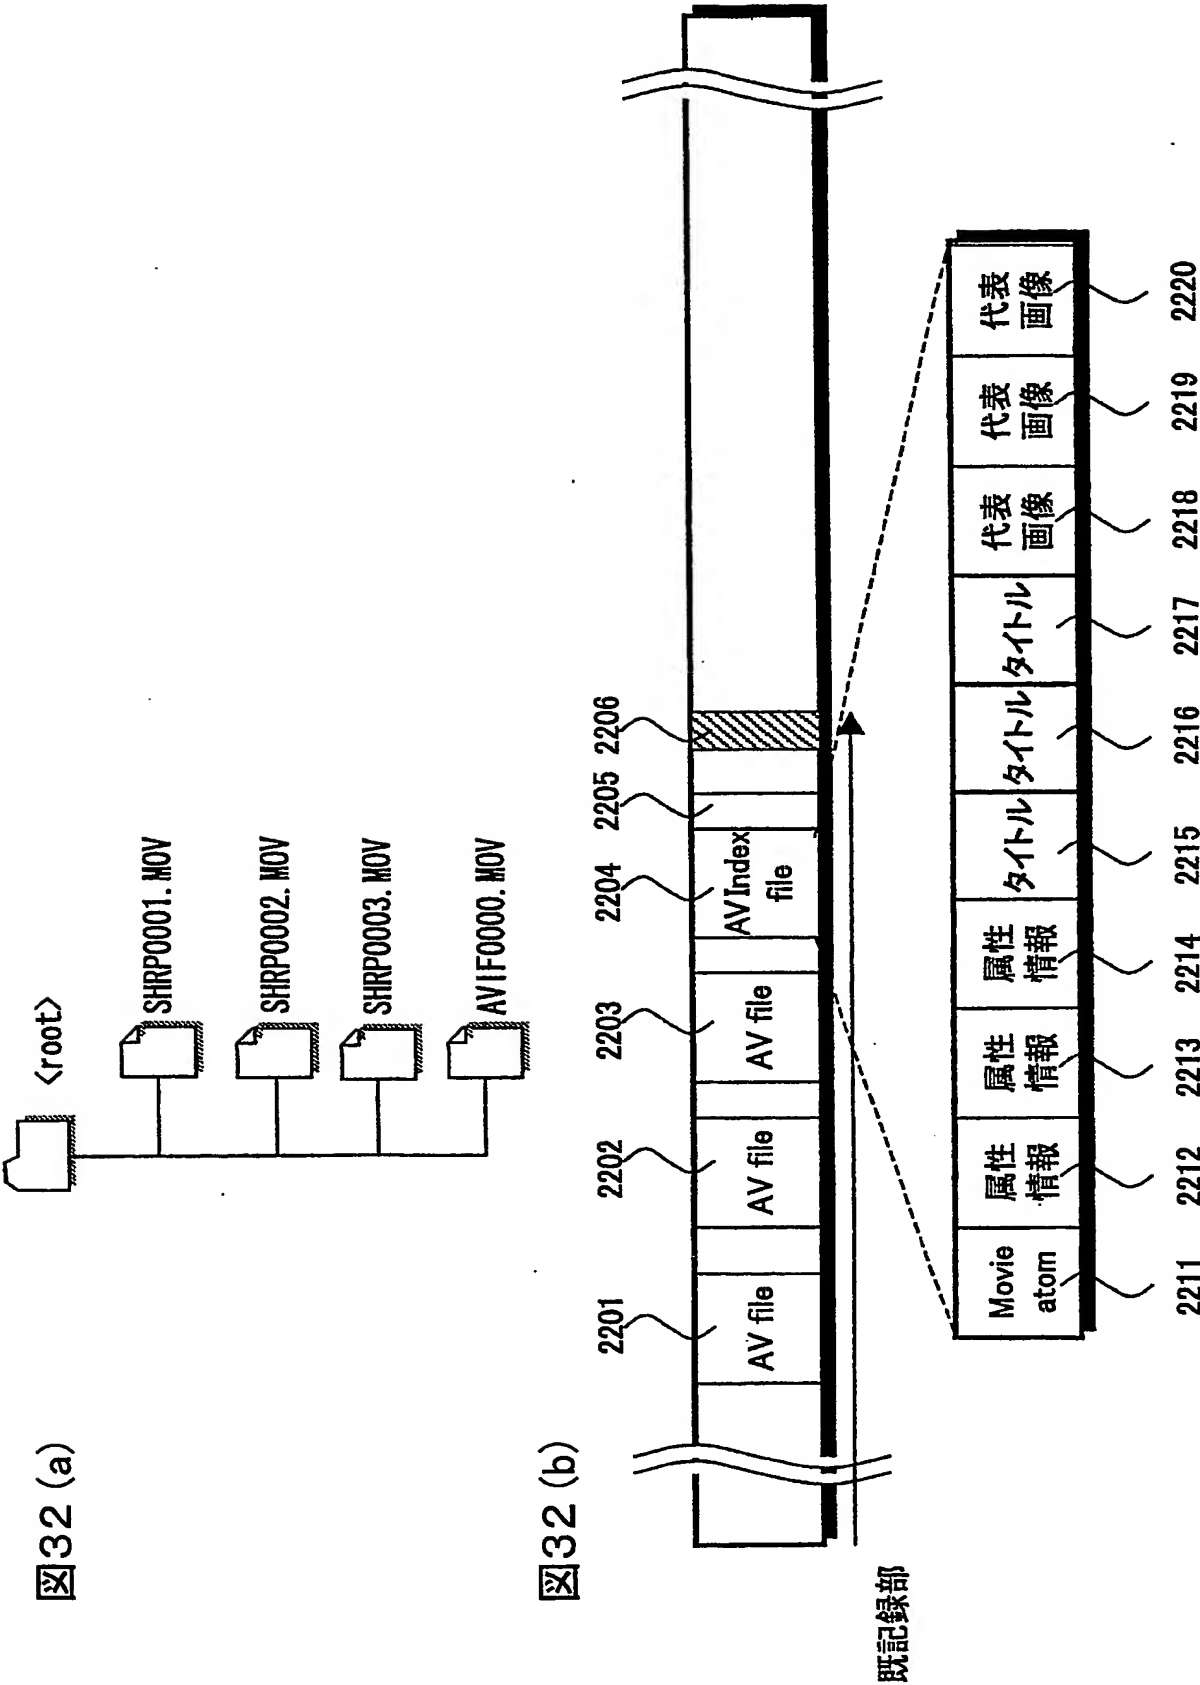 図32 (a)
<root>
SHRP0001.MOV
SHRP0002.MOV
SHRP0003.MOV
AVIF0000.MOV
図32 (b)
2201
2202
2203
2204
2205
2206
AV file
AV file
AV file
AVIndex
file
既記録部
Movie
atom
属性
情報
属性
情報
属性
情報
タイトル
タイトル
タイトル
代表
画像
代表
画像
代表
画像
2211
2212
2213
2214
2215
2216
2217
2218
2219
2220